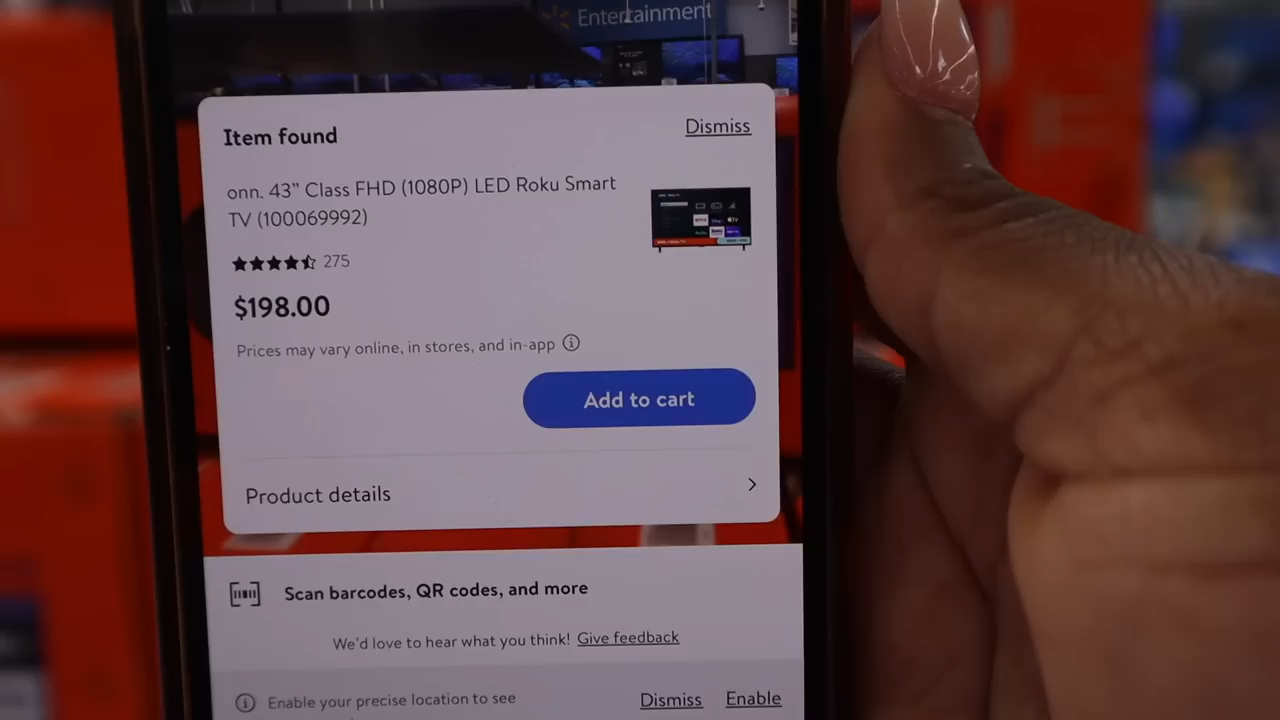 Entertainment
Item found
Dismiss
onn. 43” Class FHD (1080P) LED Roku Smart
TV (100069992)
275
$198.00
Prices may vary online, in stores, and in-app
Add to cart
Product details
Scan barcodes, QR codes, and more
We'd love to hear what you think! Give feedback
Enable your precise location to see
Dismiss
Enable